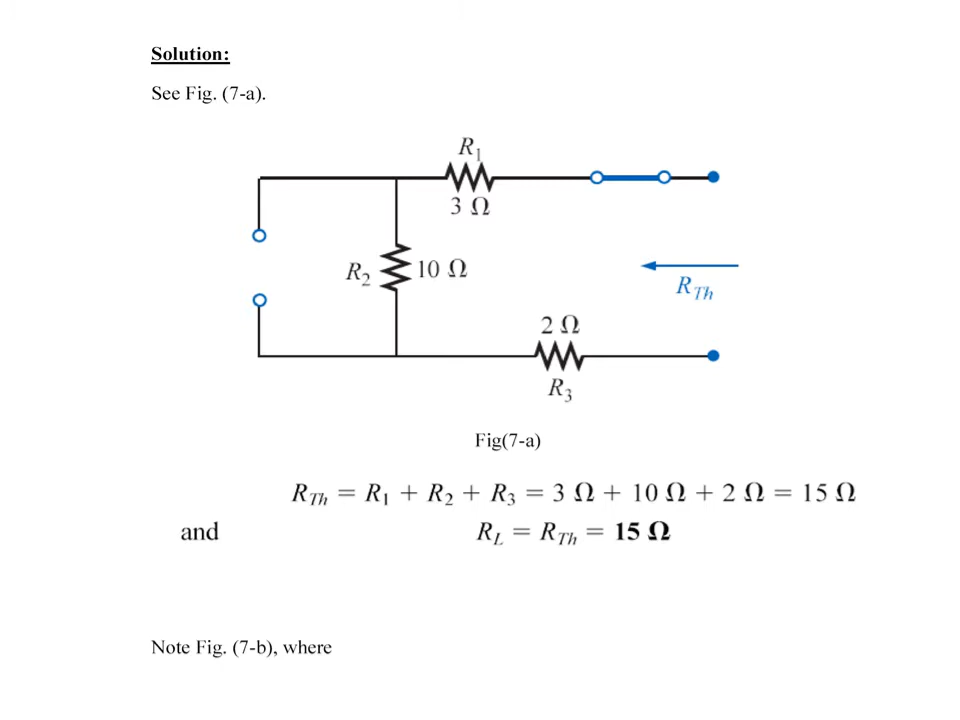 Solution:
See Fig. (7-a).
R₁
3 Ω
R₂
10 Ω
R_Th
2 Ω
R₃
Fig(7-a)
R_Th = R₁ + R₂ + R₃ = 3 Ω + 10 Ω + 2 Ω = 15 Ω
and R_L = R_Th = 15 Ω
Note Fig. (7-b), where